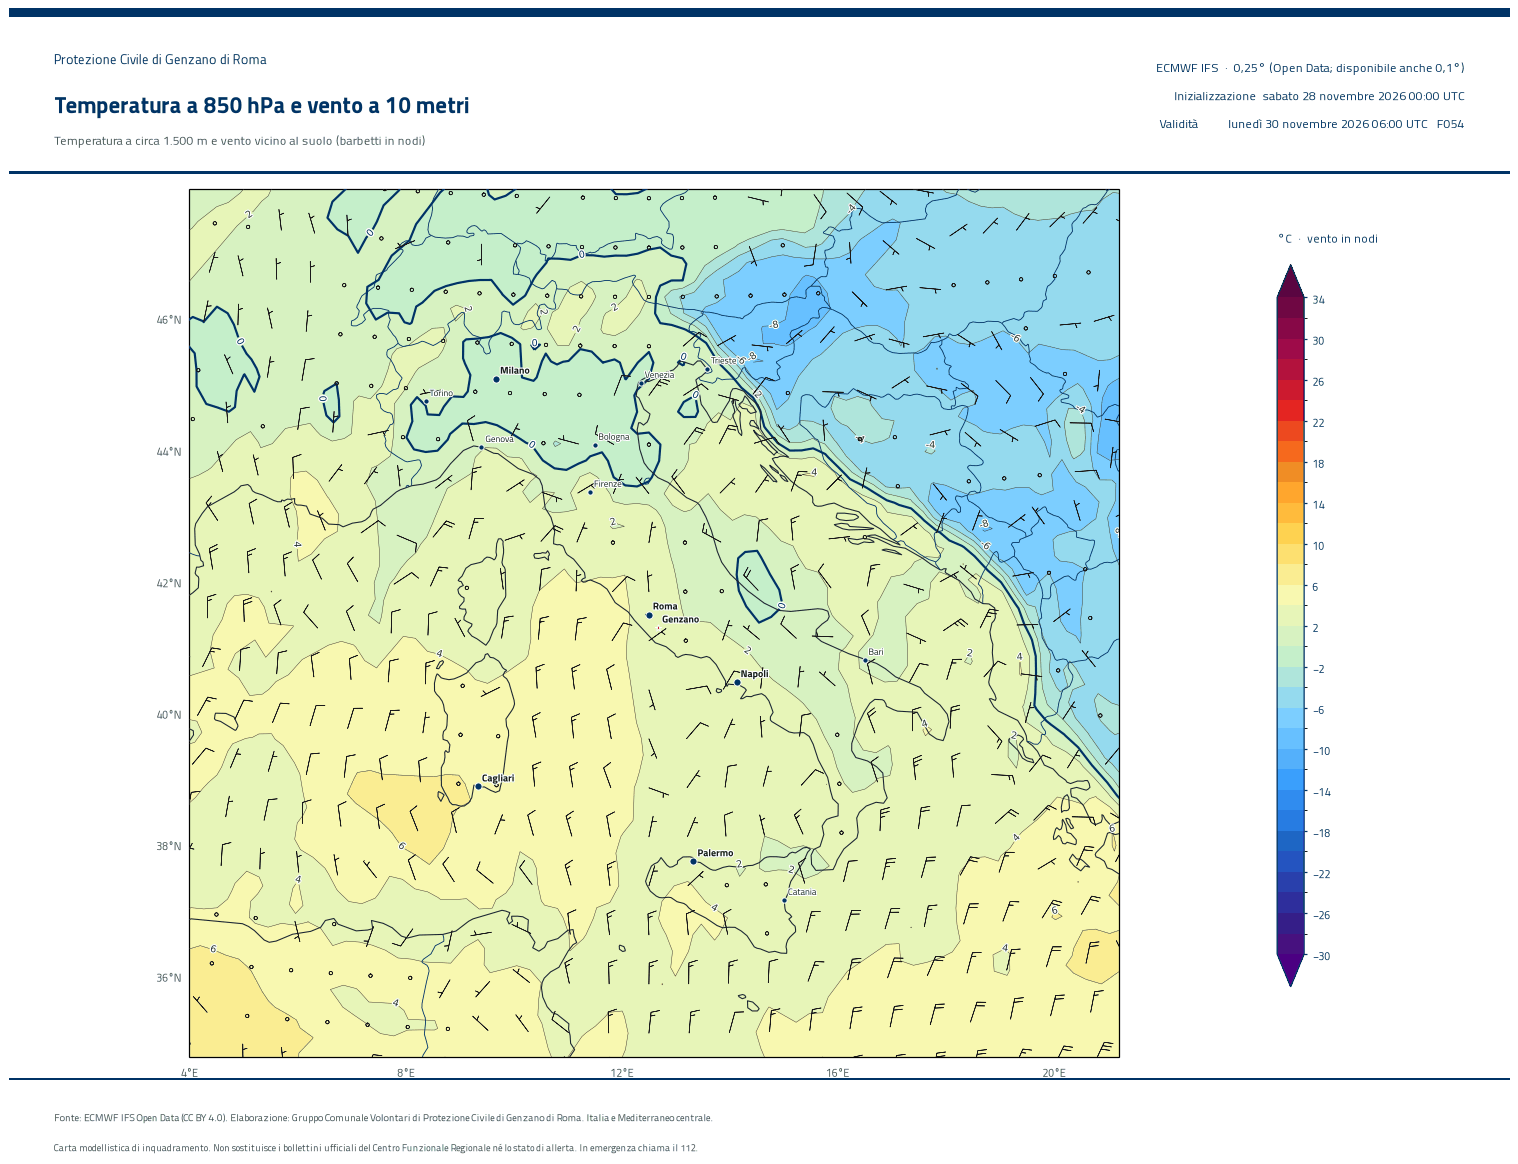 Protezione Civile di Genzano di Roma
Temperatura a 850 hPa e vento a 10 metri
Temperatura a circa 1.500 m e vento vicino al suolo (barbetti in nodi)
ECMWF IFS · 0,25° (Open Data; disponibile anche 0,1°)
Inizializzazione sabato 28 novembre 2026 00:00 UTC
Validità lunedì 30 novembre 2026 06:00 UTC F054
°C · vento in nodi
34
30
26
22
18
14
10
6
2
−2
−6
−10
−14
−18
−22
−26
−30
46°N
44°N
42°N
40°N
38°N
36°N
4°E
8°E
12°E
16°E
20°E
Milano
Torino
Venezia
Trieste
Genova
Bologna
Firenze
Roma
Genzano
Napoli
Bari
Cagliari
Palermo
Catania
Fonte: ECMWF IFS Open Data (CC BY 4.0). Elaborazione: Gruppo Comunale Volontari di Protezione Civile di Genzano di Roma. Italia e Mediterraneo centrale.
Carta modellistica di inquadramento. Non sostituisce i bollettini ufficiali del Centro Funzionale Regionale né lo stato di allerta. In emergenza chiama il 112.